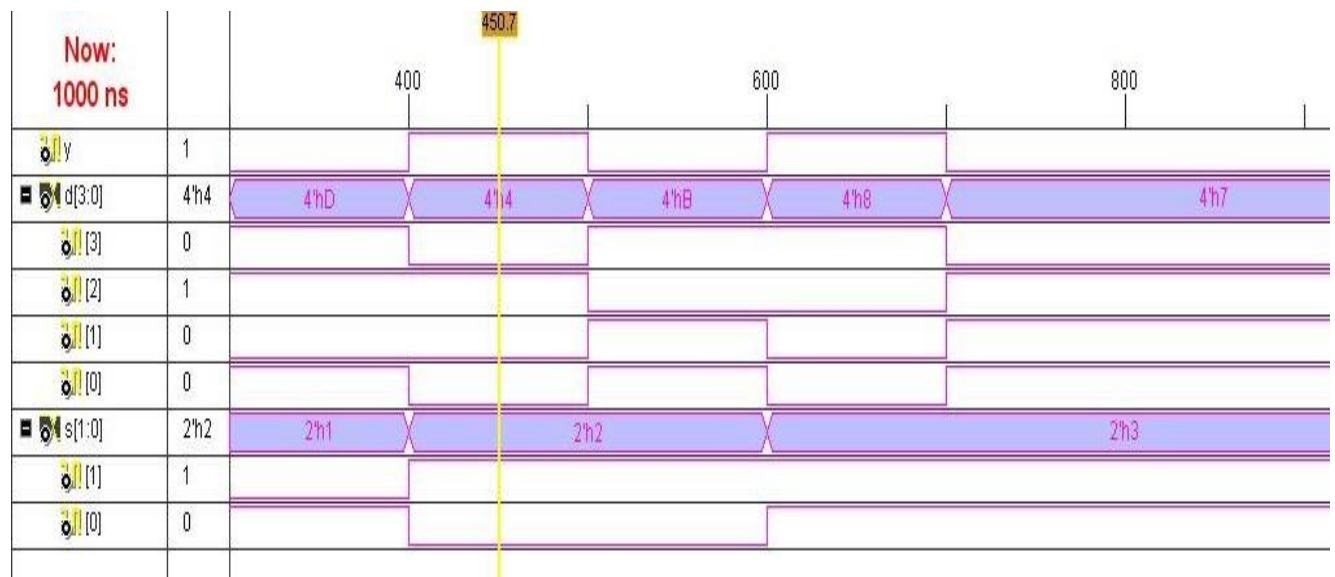 450.7
Now:
1000 ns
400 600 800
y 1
d[3:0] 4'h4 4'hD 4'h4 4'hB 4'h8 4'h7
[3] 0
[2] 1
[1] 0
[0] 0
s[1:0] 2'h2 2'h1 2'h2 2'h3
[1] 1
[0] 0